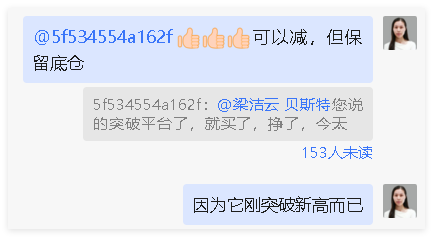 @5f534554a162f👍👍👍可以减，但保
留底仓
5f534554a162f：@梁洁云 贝斯特您说
的突破平台了，就买了，挣了，今太
153人未读
因为它刚突破新高而已